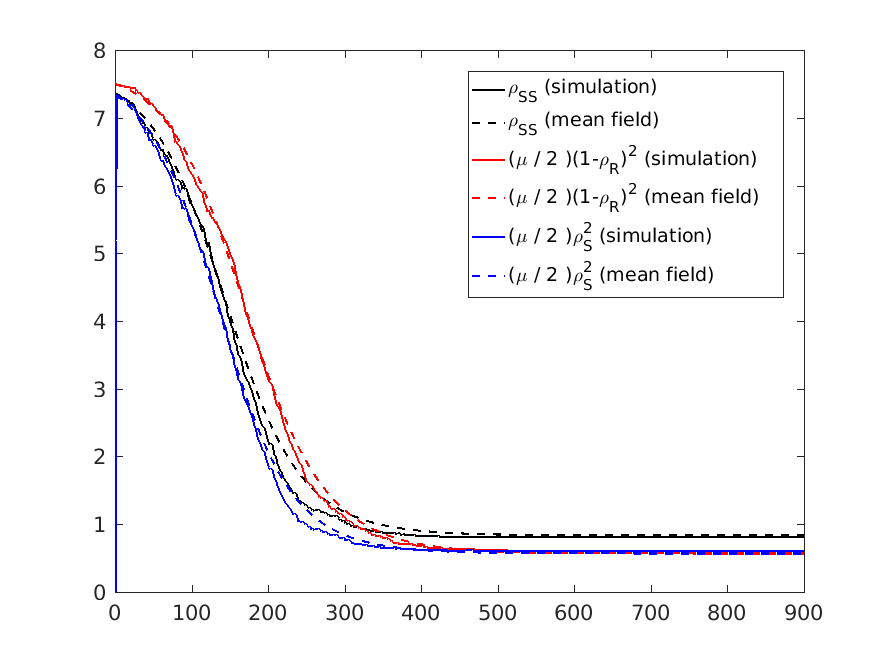 8
7
6
5
4
3
2
1
0
0 100 200 300 400 500 600 700 800 900
ρ_SS (simulation)
ρ_SS (mean field)
(μ / 2 )(1-ρ_R)^2 (simulation)
(μ / 2 )(1-ρ_R)^2 (mean field)
(μ / 2 )ρ_S^2 (simulation)
(μ / 2 )ρ_S^2 (mean field)